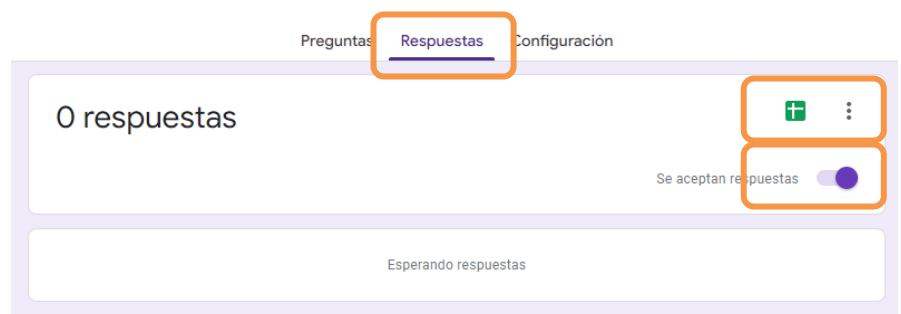 Preguntas Respuestas Configuración
0 respuestas
Se aceptan respuestas
Esperando respuestas